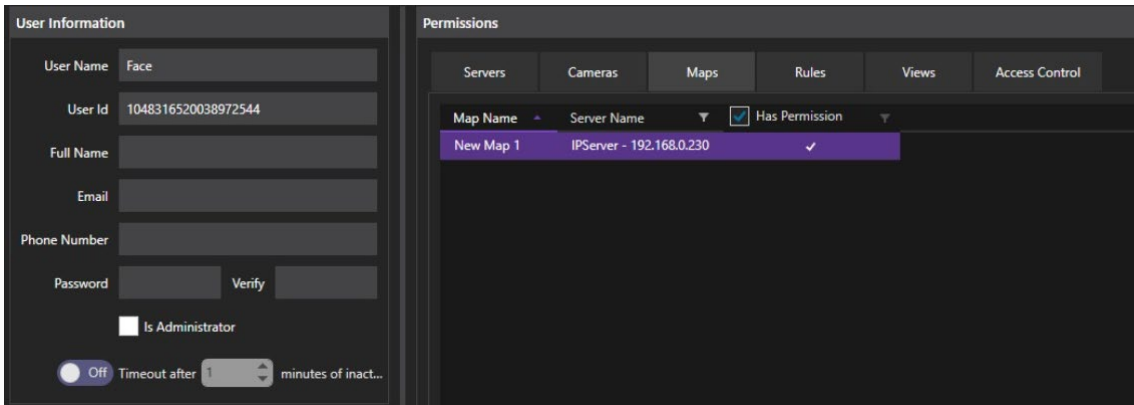 User Information
User Name Face
User Id 1048316520038972544
Full Name
Email
Phone Number
Password Verify
Is Administrator
Off Timeout after 1 minutes of inact...
Permissions
Servers Cameras Maps Rules Views Access Control
Map Name Server Name Has Permission
New Map 1 IPServer - 192.168.0.230